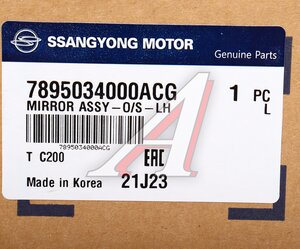 SSANGYONG MOTOR
Genuine Parts
7895034000ACG 1 PC
MIRROR ASSY-O/S-LH L
7895034000ACG
T C200 EAC
Made in Korea 21J23